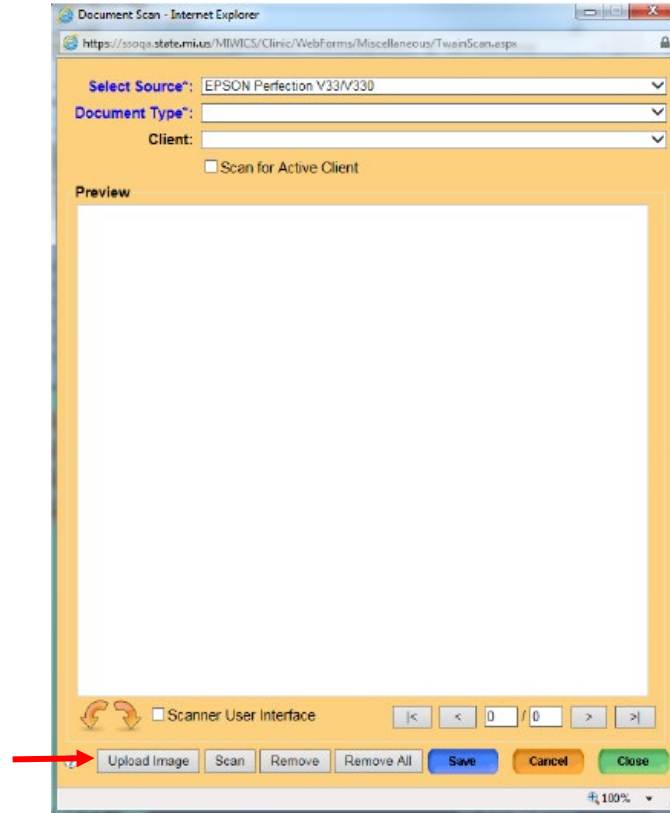 Document Scan - Internet Explorer
https://ssoqa.state.mi.us/MIWICS/Clinic/WebForms/Miscellaneous/TwainScan.aspx
Select Source*: EPSON Perfection V33/V330
Document Type*:
Client:
Scan for Active Client
Preview
Scanner User Interface |< < 0 / 0 > >|
Upload Image Scan Remove Remove All Save Cancel Close
100%